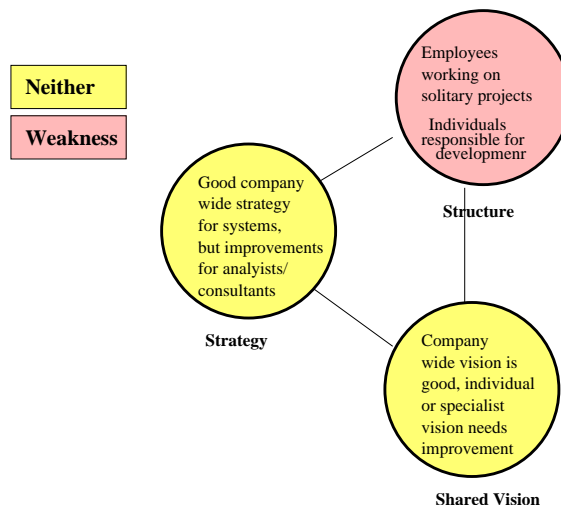 Neither
Weakness
Employees
working on
solitary projects
Individuals
responsible for
developmenr
Structure
Good company
wide strategy
for systems,
but improvements
for analyists/
consultants
Strategy
Company
wide vision is
good, individual
or specialist
vision needs
improvement
Shared Vision